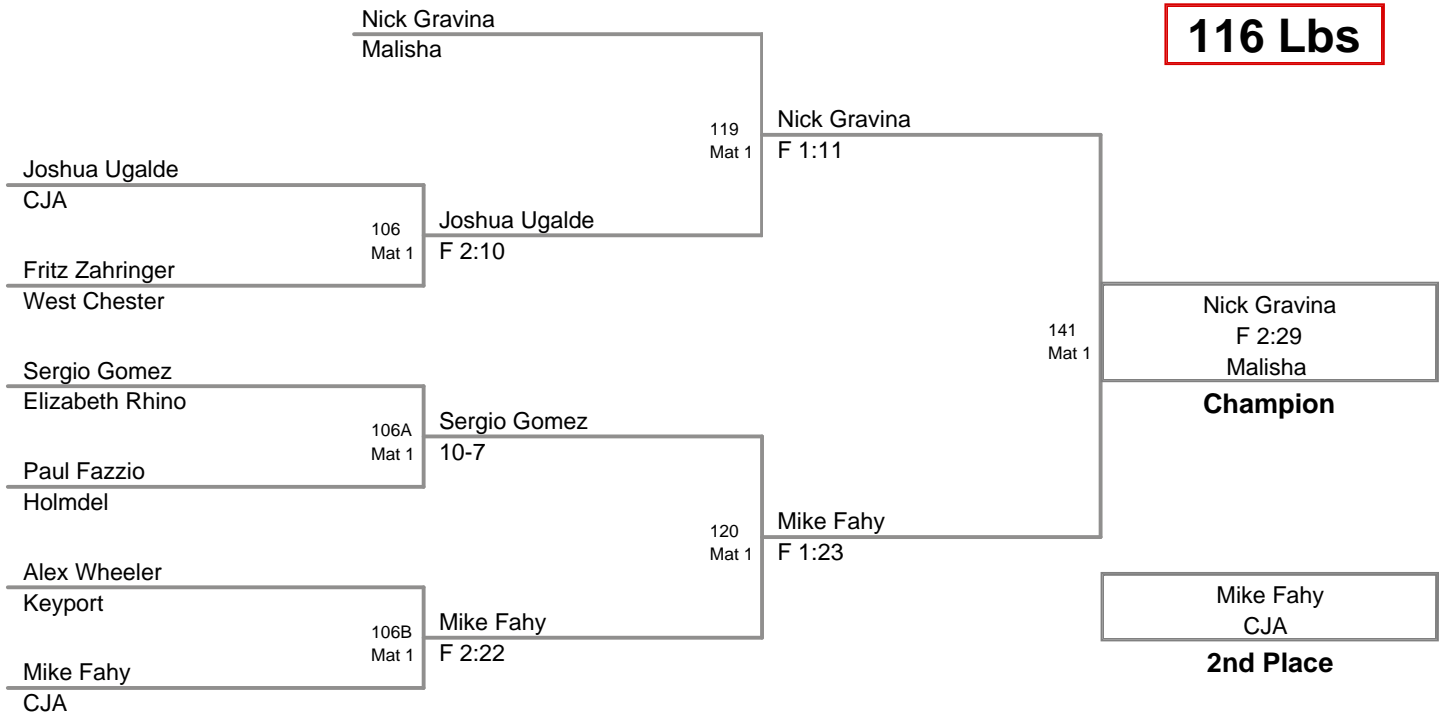 Nick Gravina
Malisha
116 Lbs
119
Mat 1
Nick Gravina
F 1:11
Joshua Ugalde
CJA
106
Mat 1
Joshua Ugalde
F 2:10
Fritz Zahringer
West Chester
Nick Gravina
F 2:29
Malisha
Champion
141
Mat 1
Sergio Gomez
Elizabeth Rhino
106A
Mat 1
Sergio Gomez
10-7
Paul Fazzio
Holmdel
120
Mat 1
Mike Fahy
F 1:23
Alex Wheeler
Keyport
106B
Mat 1
Mike Fahy
F 2:22
Mike Fahy
CJA
Mike Fahy
CJA
2nd Place